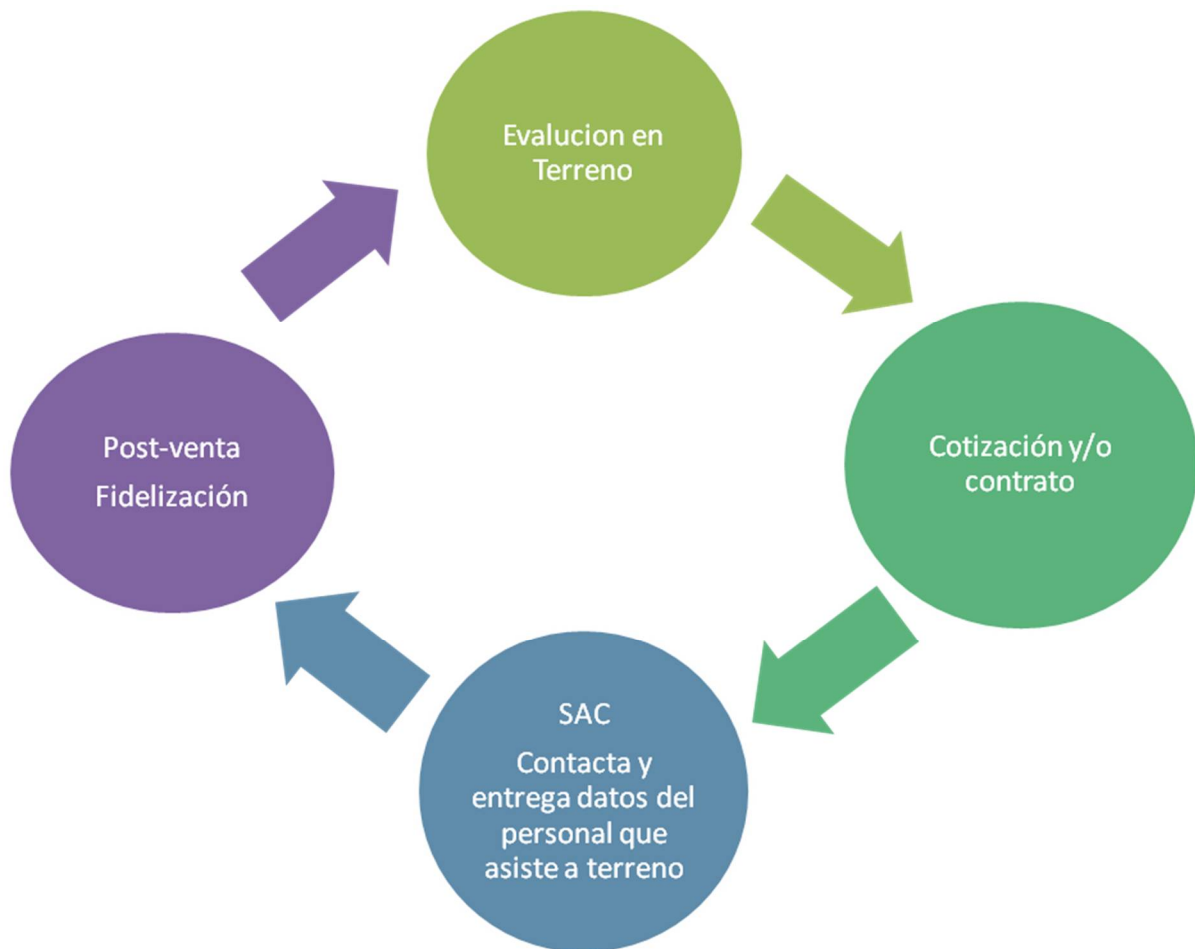 Evalucion en
Terreno
Cotización y/o
contrato
SAC
Contacta y
entrega datos del
personal que
asiste a terreno
Post-venta
Fidelización